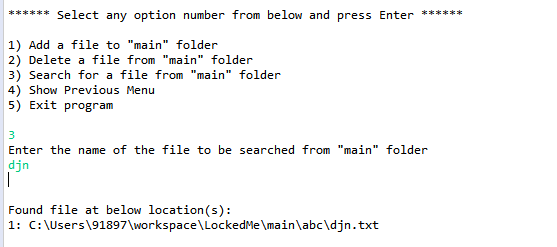 ****** Select any option number from below and press Enter ******
1) Add a file to "main" folder
2) Delete a file from "main" folder
3) Search for a file from "main" folder
4) Show Previous Menu
5) Exit program
3
Enter the name of the file to be searched from "main" folder
djn
Found file at below location(s):
1: C:\Users\91897\workspace\LockedMe\main\abc\djn.txt